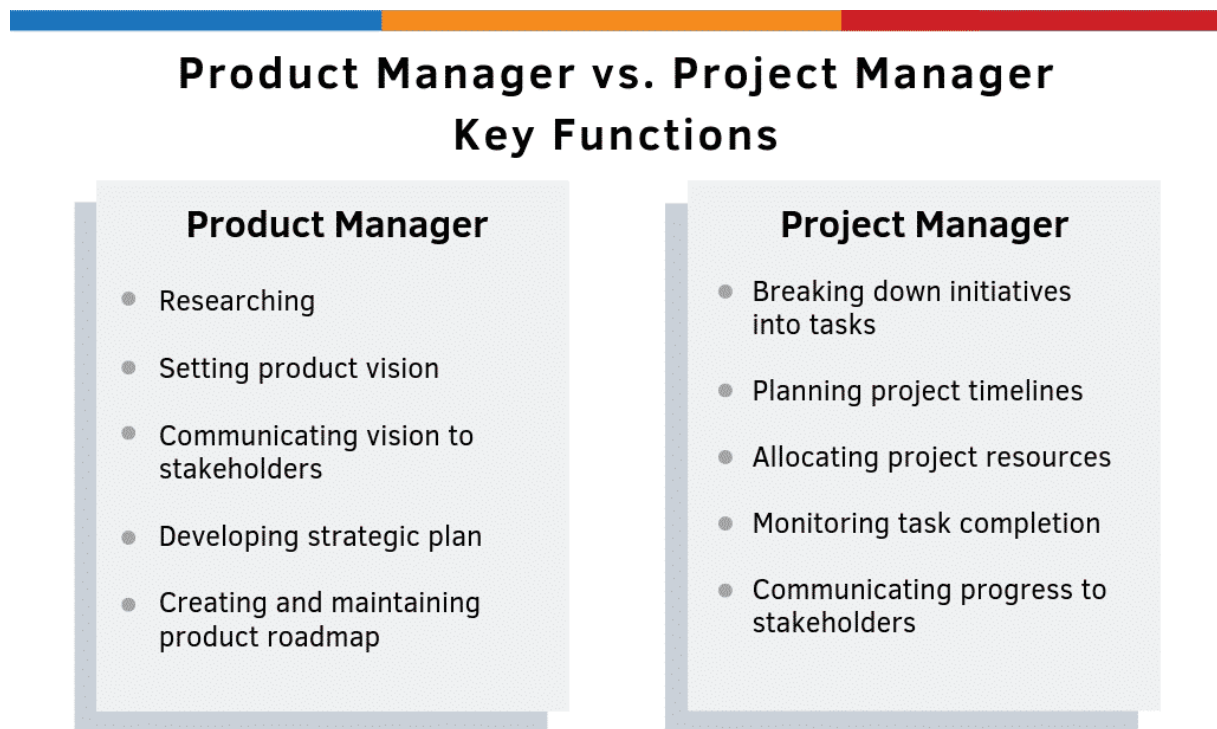 Product Manager vs. Project Manager
Key Functions
Product Manager
Researching
Setting product vision
Communicating vision to
stakeholders
Developing strategic plan
Creating and maintaining
product roadmap
Project Manager
Breaking down initiatives
into tasks
Planning project timelines
Allocating project resources
Monitoring task completion
Communicating progress to
stakeholders